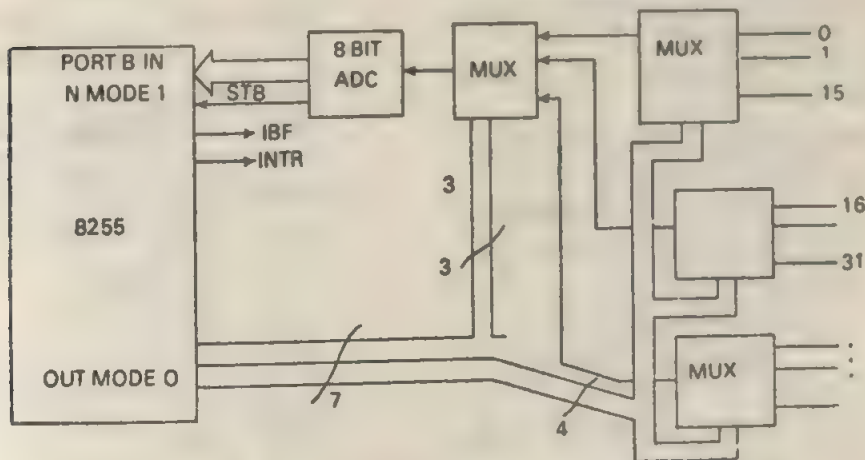 PORT B IN
N MODE 1
STB
IBF
INTR
8255
OUT MODE 0
8 BIT
ADC
MUX
3
3
7
4
MUX
0
1
15
16
31
MUX